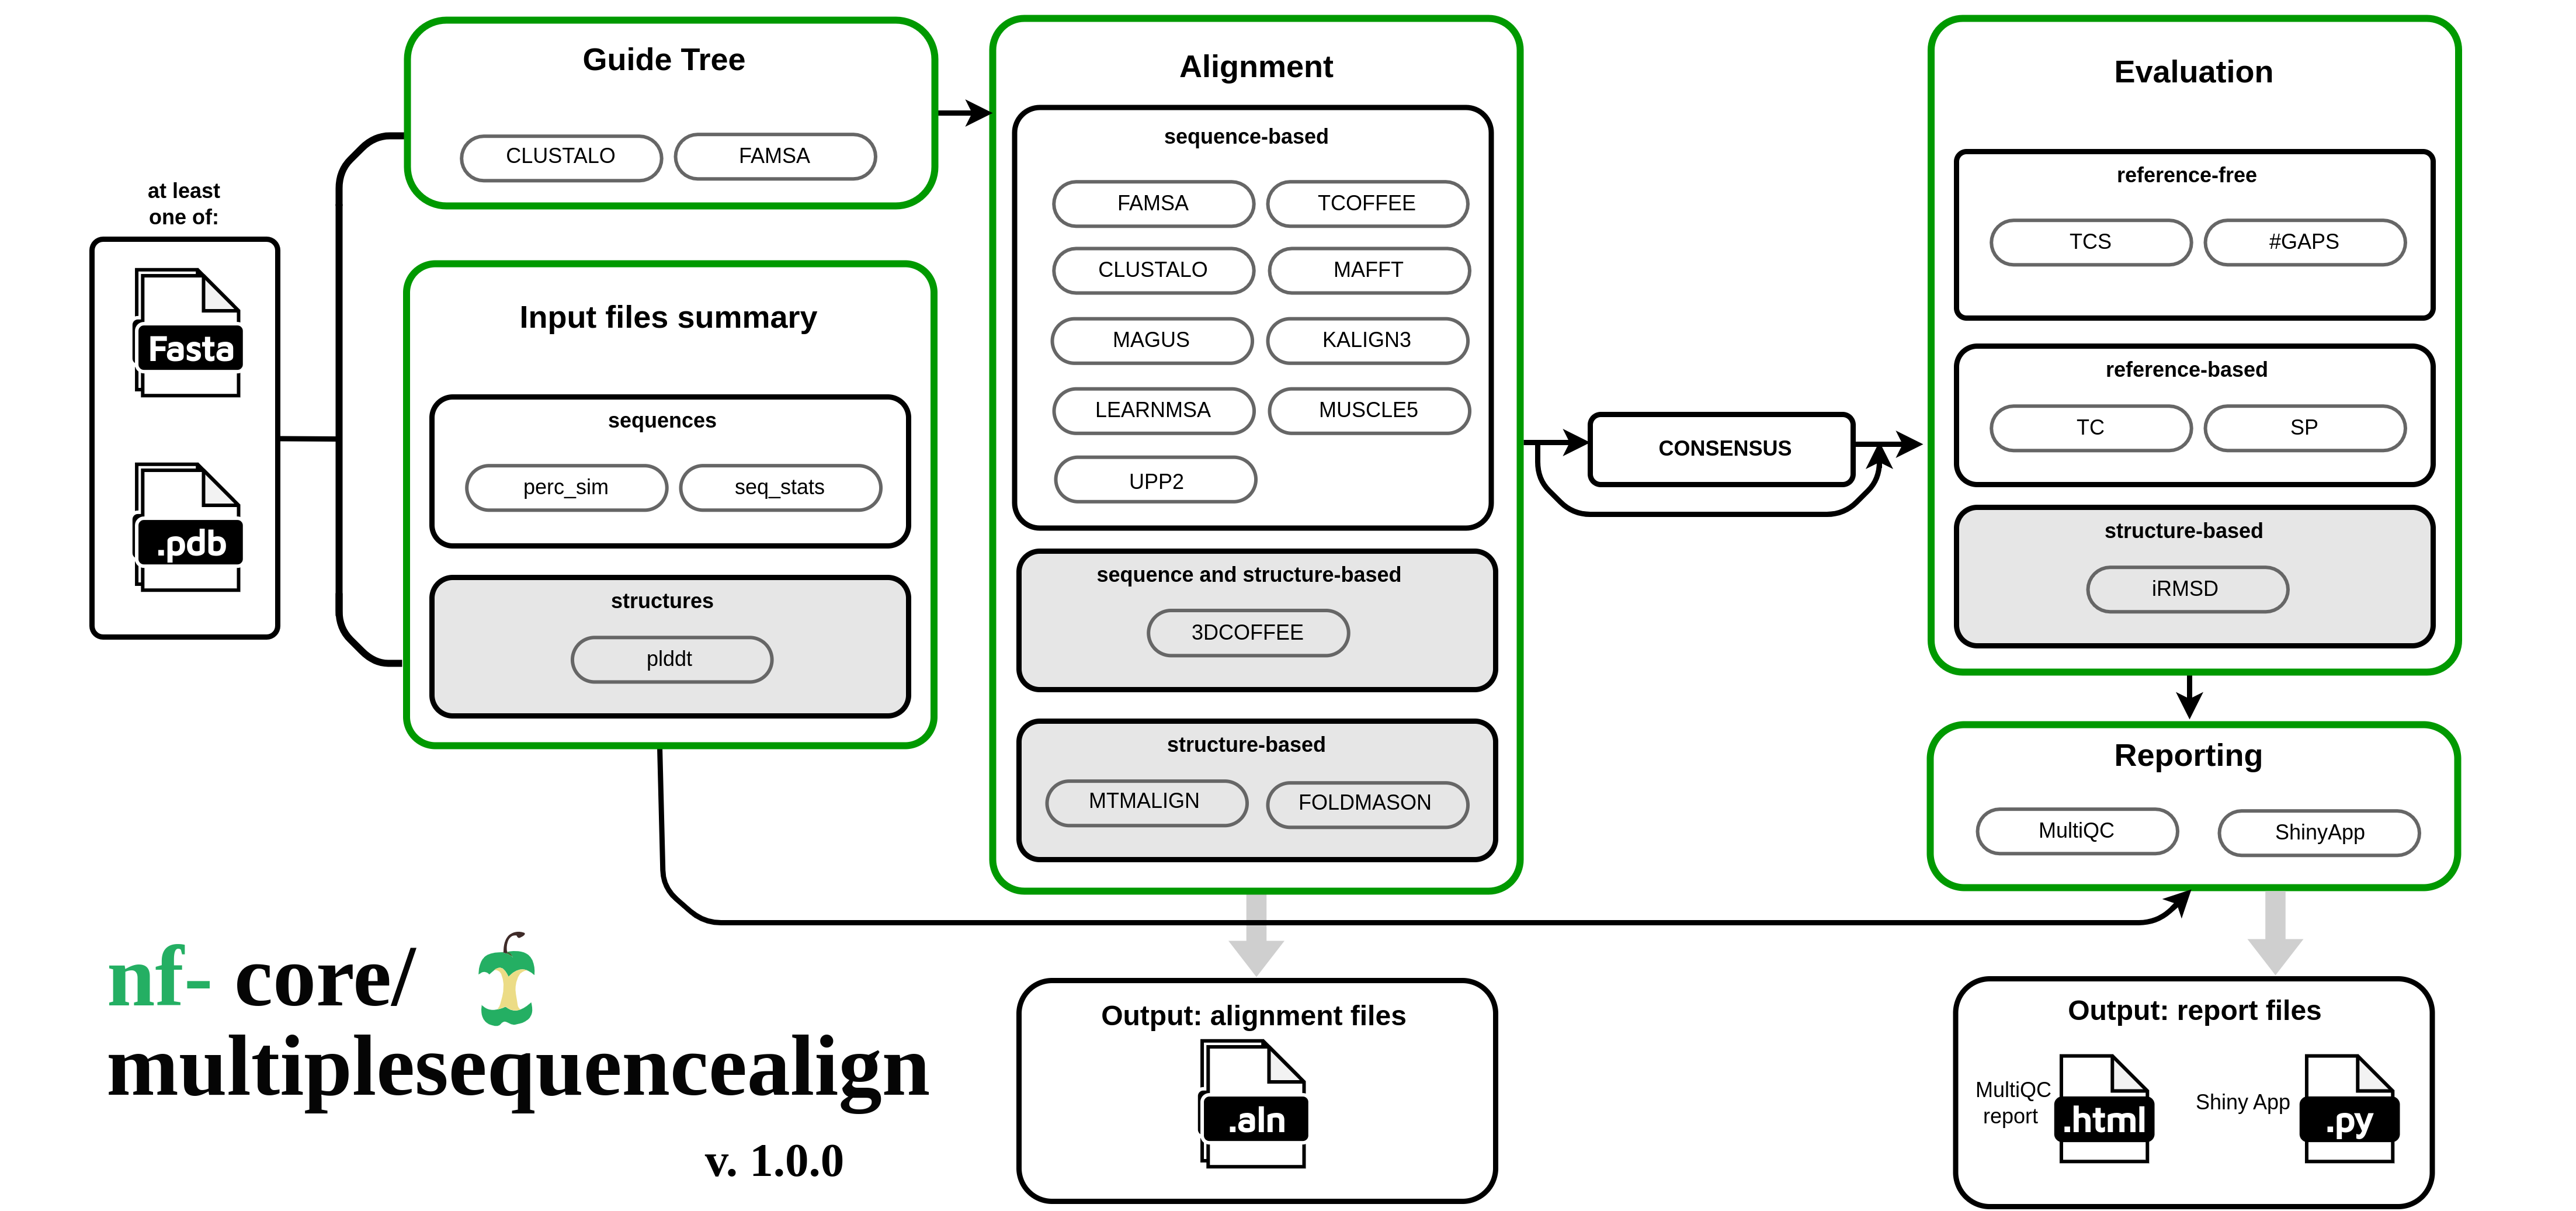 at least
one of:
Fasta
.pdb
Guide Tree
CLUSTALO
FAMSA
Input files summary
sequences
perc_sim
seq_stats
structures
plddt
Alignment
sequence-based
FAMSA
TCOFFEE
CLUSTALO
MAFFT
MAGUS
KALIGN3
LEARNMSA
MUSCLE5
UPP2
sequence and structure-based
3DCOFFEE
structure-based
MTMALIGN
FOLDMASON
CONSENSUS
Evaluation
reference-free
TCS
#GAPS
reference-based
TC
SP
structure-based
iRMSD
Reporting
MultiQC
ShinyApp
Output: alignment files
.aln
Output: report files
MultiQC
report
.html
Shiny App
.py
nf- core/
multiplesequencealign
v. 1.0.0